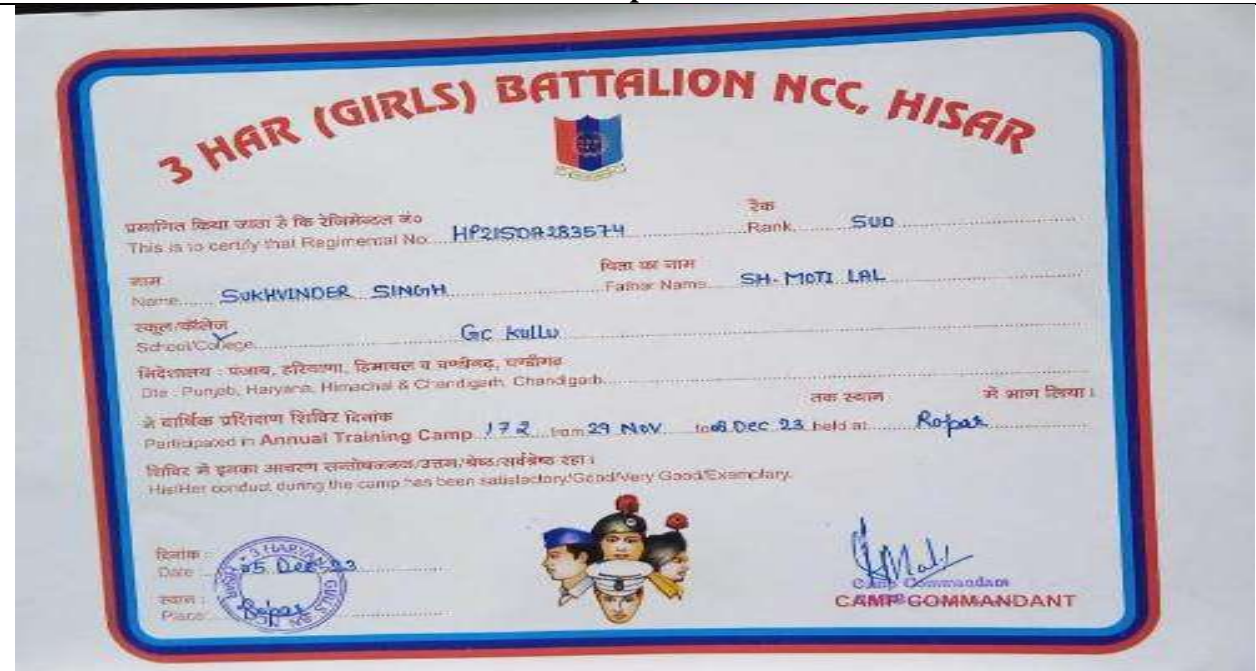 3 HAR (GIRLS) BATTALION NCC, HISAR
प्रमाणित किया जाता है कि रेजिमेन्टल नं० रैंक
This is to certify that Regimental No. HP21SDA283574 Rank SUO
नाम पिता का नाम
Name SUKHVINDER SINGH Father Name SH. MOTI LAL
स्कूल/कॉलेज
School/College GC Kullu
निदेशालय : पंजाब, हरियाणा, हिमाचल व चण्डीगढ़, चण्डीगढ़
Dte : Punjab, Haryana, Himachal & Chandigarh, Chandigarh
ने वार्षिक प्रशिक्षण शिविर दिनांक तक स्थान में भाग लिया।
Participated in Annual Training Camp 172 from 29 NOV to 8 Dec 23 held at Ropar
शिविर में इनका आचरण सन्तोषजनक/उत्तम/श्रेष्ठ/सर्वश्रेष्ठ रहा।
His/Her conduct during the camp has been satisfactory/Good/Very Good/Exemplary.
दिनांक :
Date 05 Dec 23
स्थान :
Place Ropar
Camp Commandant
CAMP COMMANDANT